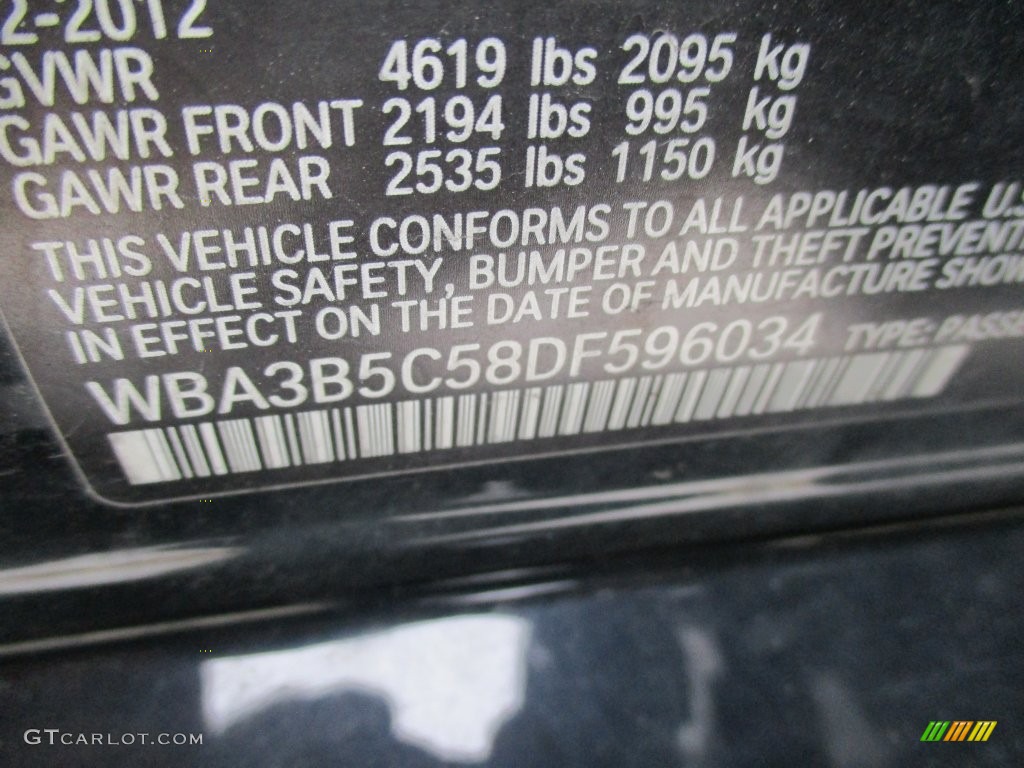 2-2012
GVWR 4619 lbs 2095 kg
GAWR FRONT 2194 lbs 995 kg
GAWR REAR 2535 lbs 1150 kg
THIS VEHICLE CONFORMS TO ALL APPLICABLE U.S
VEHICLE SAFETY, BUMPER AND THEFT PREVENT
IN EFFECT ON THE DATE OF MANUFACTURE SHOW
WBA3B5C58DF596034 TYPE: PASSE
GTCARLOT.COM